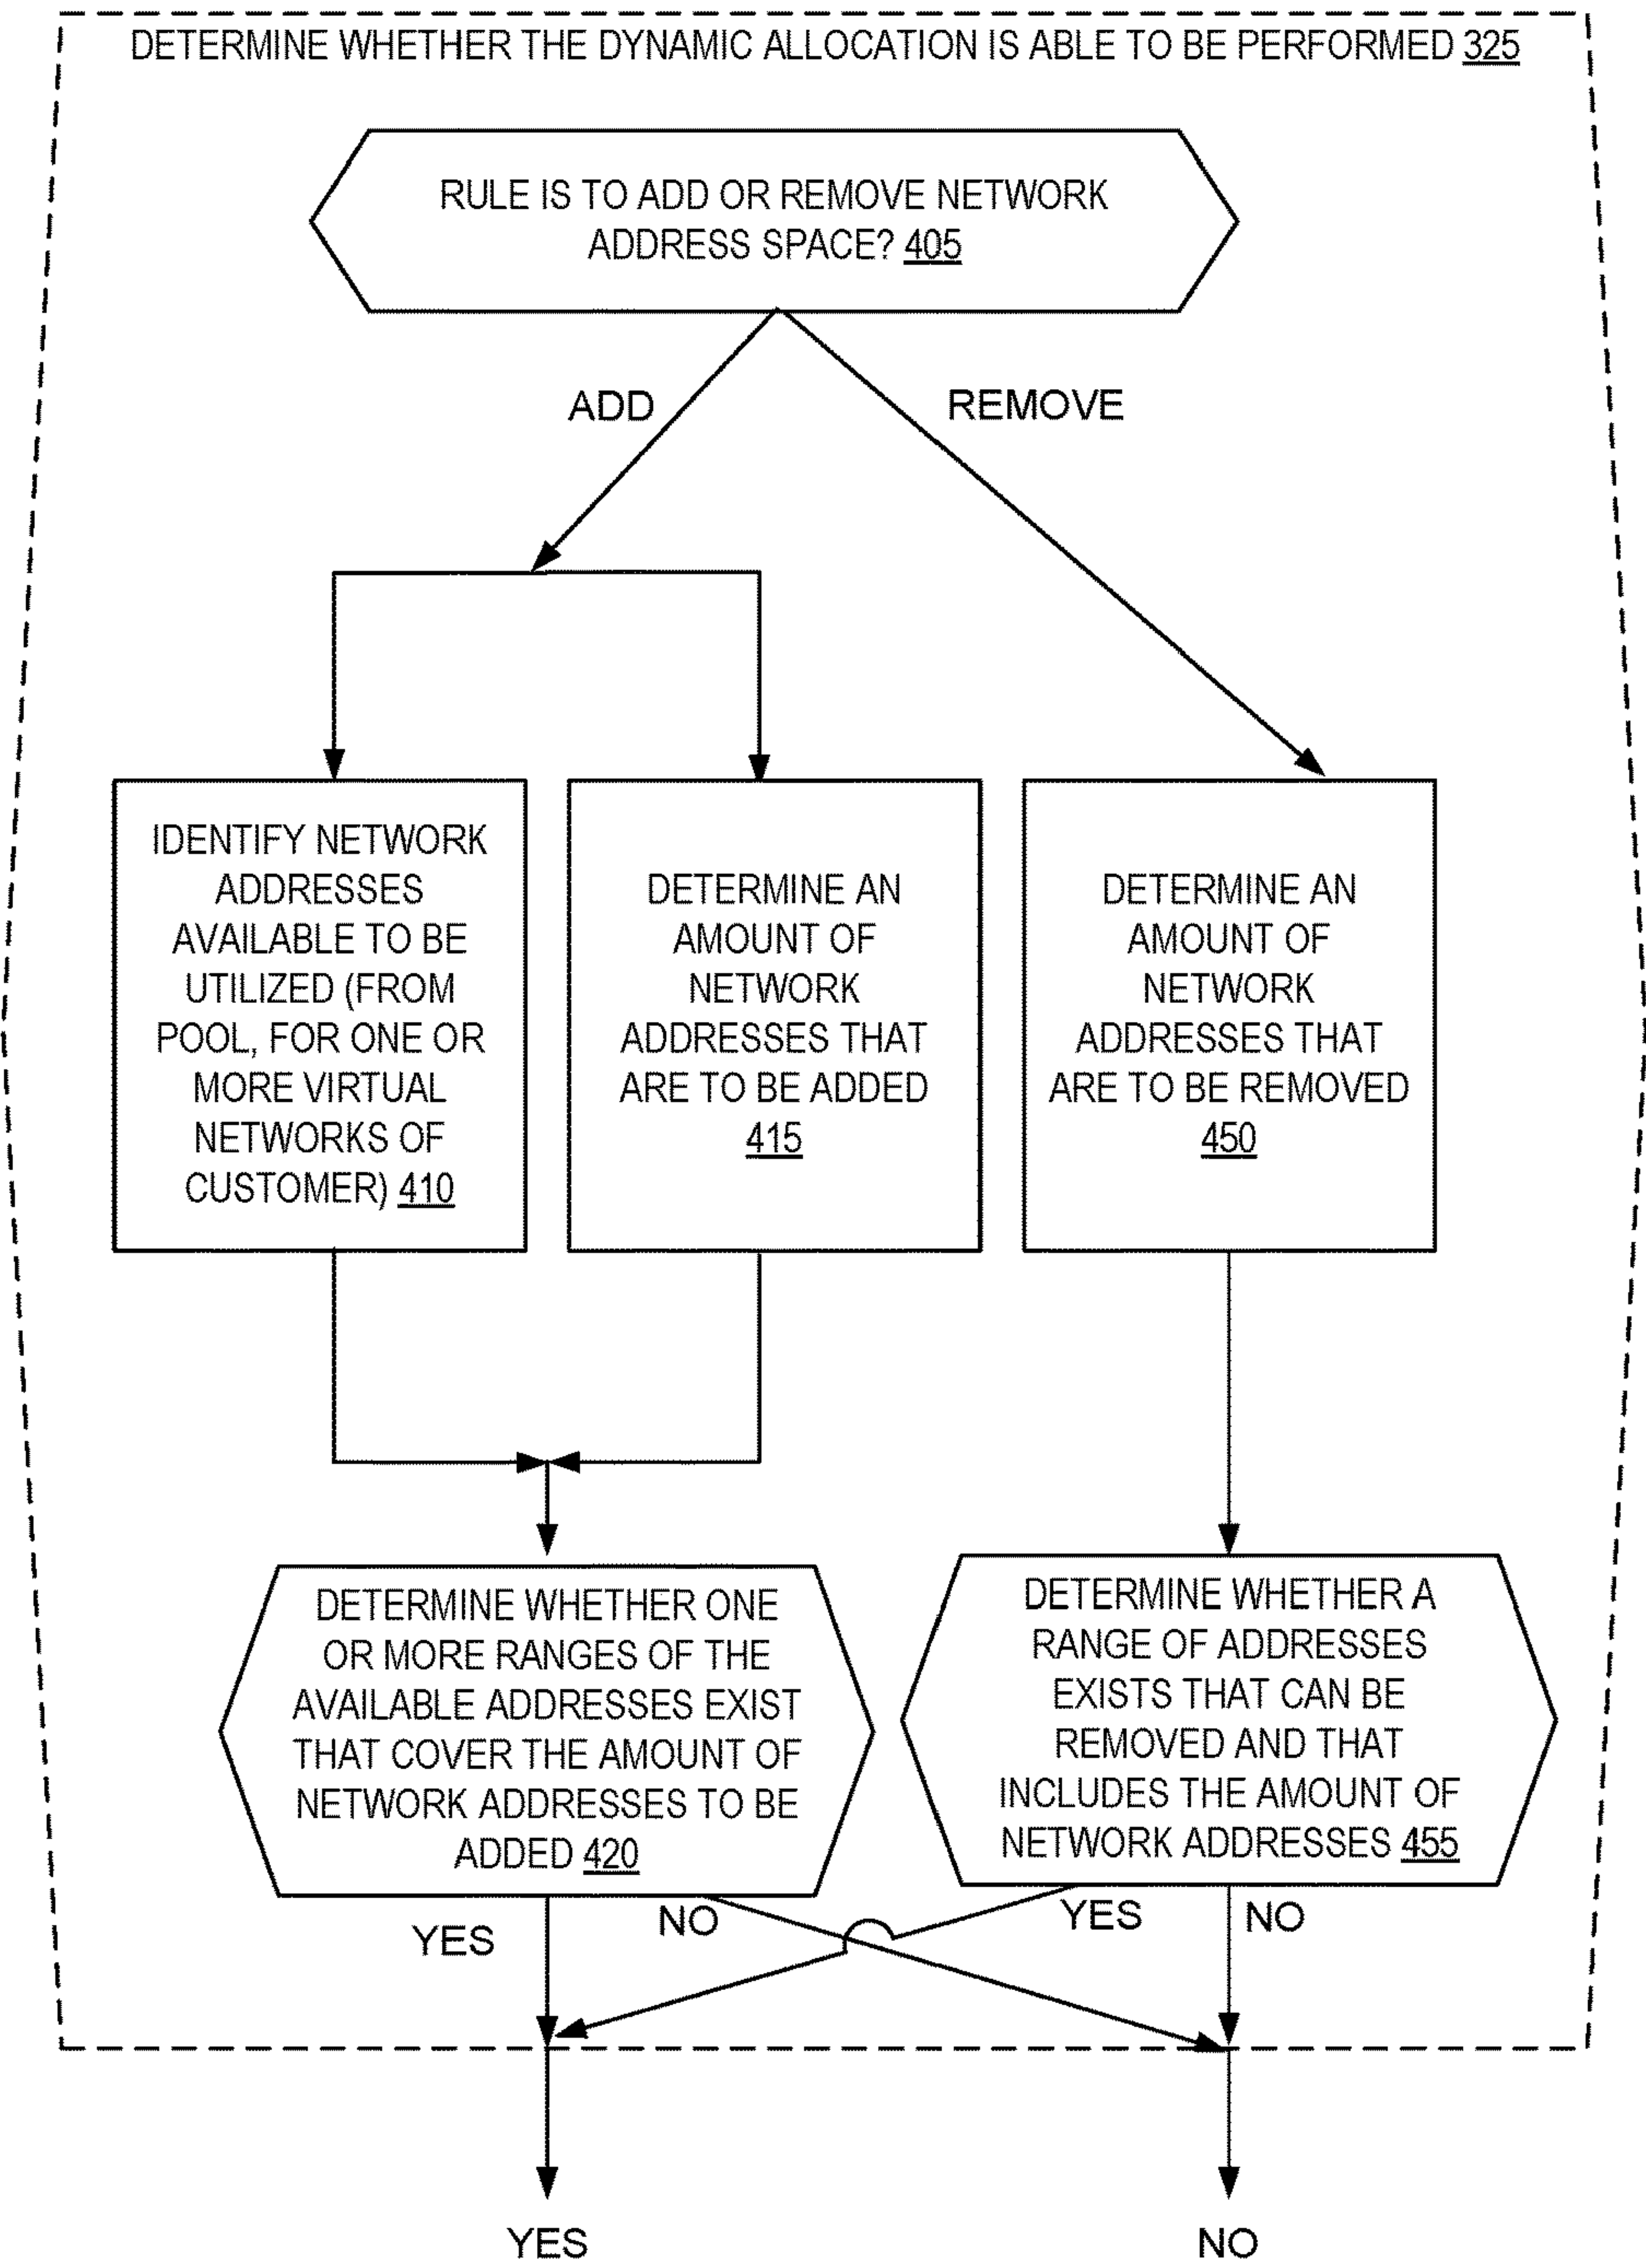 DETERMINE WHETHER THE DYNAMIC ALLOCATION IS ABLE TO BE PERFORMED 325
RULE IS TO ADD OR REMOVE NETWORK
ADDRESS SPACE? 405
ADD
REMOVE
IDENTIFY NETWORK
ADDRESSES
AVAILABLE TO BE
UTILIZED (FROM
POOL, FOR ONE OR
MORE VIRTUAL
NETWORKS OF
CUSTOMER) 410
DETERMINE AN
AMOUNT OF
NETWORK
ADDRESSES THAT
ARE TO BE ADDED
415
DETERMINE AN
AMOUNT OF
NETWORK
ADDRESSES THAT
ARE TO BE REMOVED
450
DETERMINE WHETHER ONE
OR MORE RANGES OF THE
AVAILABLE ADDRESSES EXIST
THAT COVER THE AMOUNT OF
NETWORK ADDRESSES TO BE
ADDED 420
DETERMINE WHETHER A
RANGE OF ADDRESSES
EXISTS THAT CAN BE
REMOVED AND THAT
INCLUDES THE AMOUNT OF
NETWORK ADDRESSES 455
YES
NO
YES
NO
YES
NO